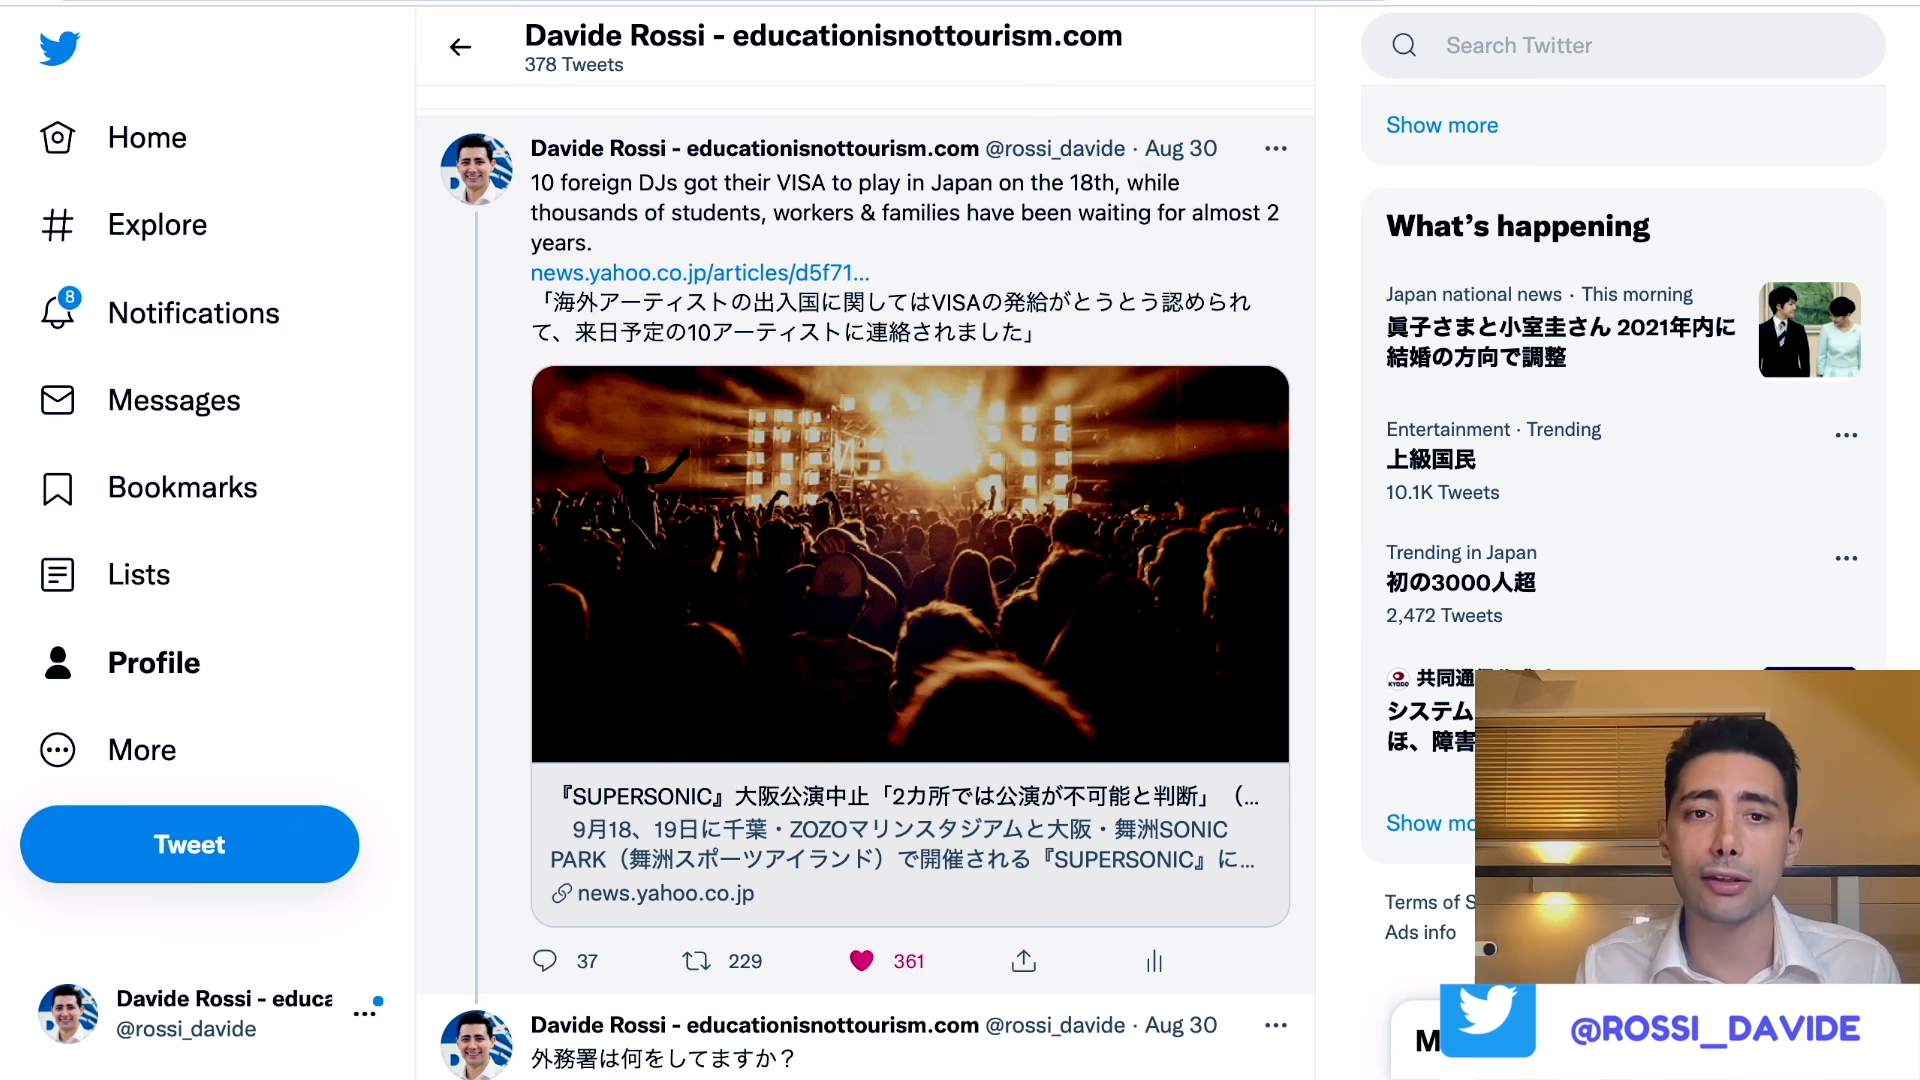 Davide Rossi - educationisnottourism.com
378 Tweets
Search Twitter
Home
Explore
8
Notifications
Messages
Bookmarks
Lists
Profile
More
Tweet
Davide Rossi - educa
@rossi_davide
Davide Rossi - educationisnottourism.com @rossi_davide · Aug 30
10 foreign DJs got their VISA to play in Japan on the 18th, while
thousands of students, workers & families have been waiting for almost 2
years.
news.yahoo.co.jp/articles/d5f71...
「海外アーティストの出入国に関してはVISAの発給がとうとう認められ
て、来日予定の10アーティストに連絡されました」
『SUPERSONIC』大阪公演中止「2カ所では公演が不可能と判断」（...
9月18、19日に千葉・ZOZOマリンスタジアムと大阪・舞洲SONIC
PARK（舞洲スポーツアイランド）で開催される『SUPERSONIC』に...
news.yahoo.co.jp
37
229
361
Davide Rossi - educationisnottourism.com @rossi_davide · Aug 30
外務署は何をしてますか？
Show more
What's happening
Japan national news · This morning
眞子さまと小室圭さん 2021年内に
結婚の方向で調整
Entertainment · Trending
上級国民
10.1K Tweets
Trending in Japan
初の3000人超
2,472 Tweets
KYODO
共同通
システム
ほ、障害
Show mo
Terms of S
Ads info
M
@ROSSI_DAVIDE